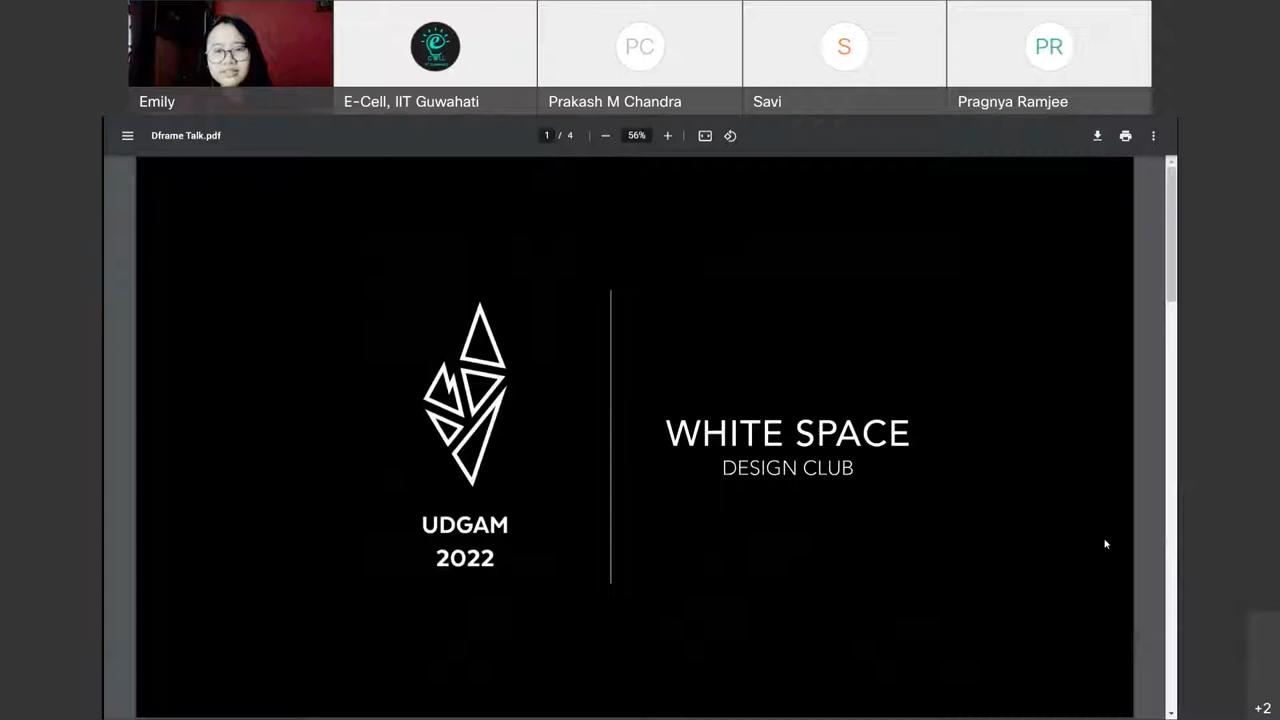 Emily
E-Cell, IIT Guwahati
PC
Prakash M Chandra
S
Savi
PR
Pragnya Ramjee
Dframe Talk.pdf
1 / 4
56%
UDGAM
2022
WHITE SPACE
DESIGN CLUB
+2